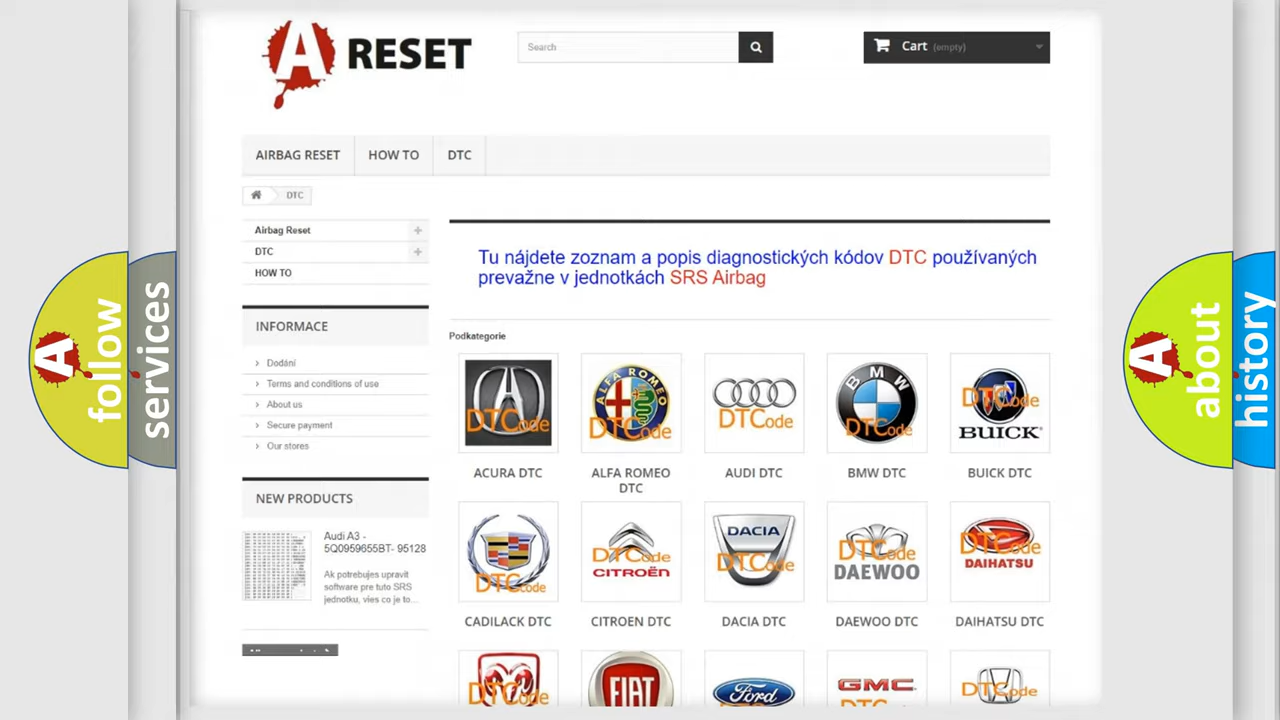 A RESET
Search
Cart (empty)
AIRBAG RESET
HOW TO
DTC
DTC
Airbag Reset
DTC
HOW TO
Tu nájdete zoznam a popis diagnostických kódov DTC používaných
prevažne v jednotkách SRS Airbag
INFORMACE
Dodání
Terms and conditions of use
About us
Secure payment
Our stores
NEW PRODUCTS
Audi A3 -
5Q0959655BT- 95128
Ak potrebujes upravit
software pre tuto SRS
jednotku, vies co je to...
Podkategorie
DTCode
ALFA ROMEO
DTCode
DTCode
BMW
DTCode
DTCode
BUICK
ACURA DTC
ALFA ROMEO
DTC
AUDI DTC
BMW DTC
BUICK DTC
DTCode
DTCode
CITROËN
DACIA
DTCode
DTCode
DAEWOO
DTCode
DAIHATSU
CADILACK DTC
CITROEN DTC
DACIA DTC
DAEWOO DTC
DAIHATSU DTC
DTCode
FIAT
Ford
GMC
DTCode
A follow
services
A about
history